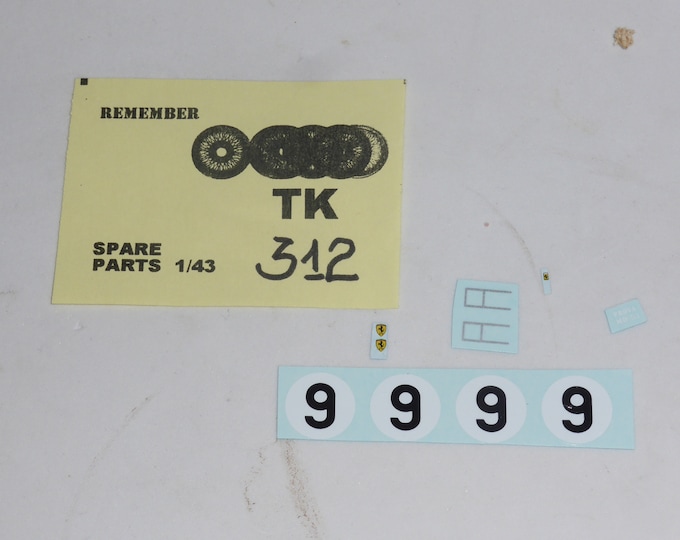 REMEMBER
TK
SPARE
PARTS 1/43
312
9 9 9 9